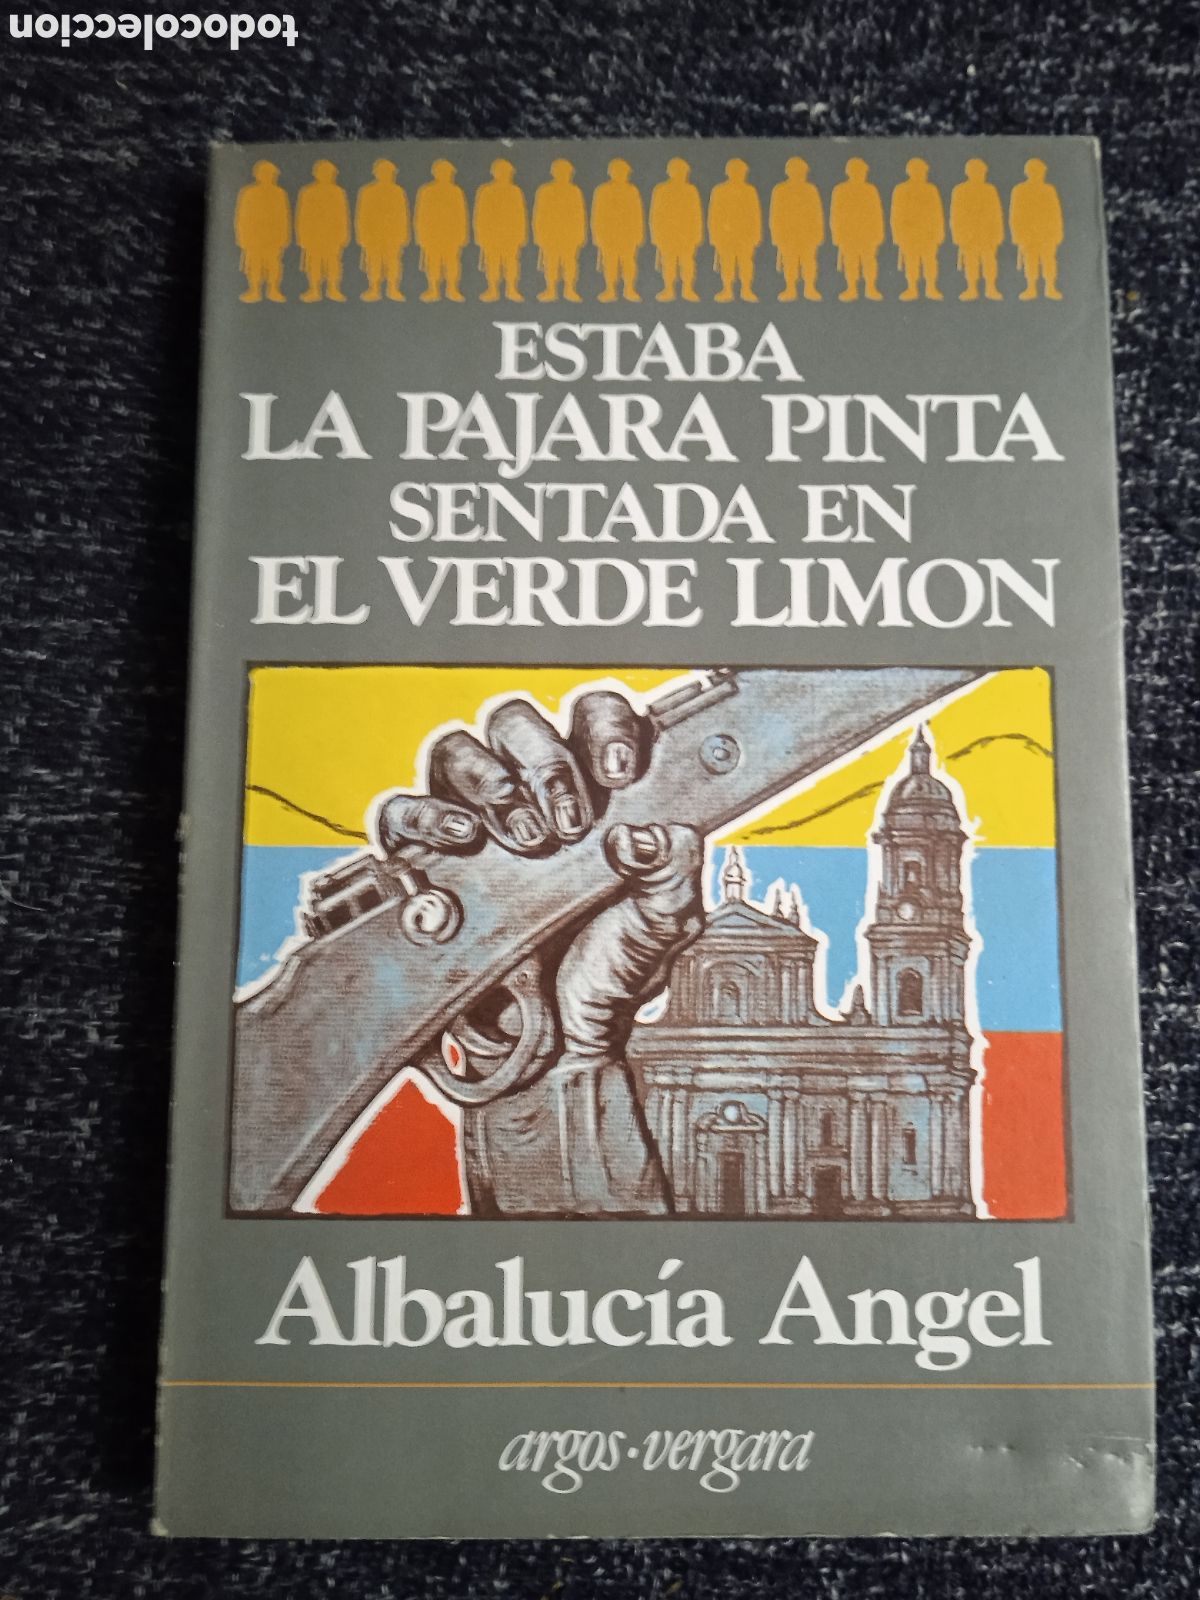 todocoleccion
ESTABA
LA PAJARA PINTA
SENTADA EN
EL VERDE LIMON
Albalucía Angel
argos·vergara